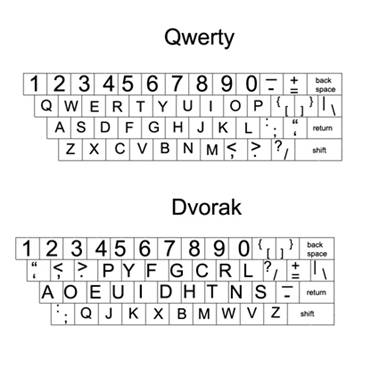 Qwerty
1 2 3 4 5 6 7 8 9 0 — - + = back space
Q W E R T Y U I O P { [ } ] | \
A S D F G H J K L : ; “ ‘ return
Z X C V B N M < , > . ? / shift
Dvorak
1 2 3 4 5 6 7 8 9 0 { [ } ] back space
“ ‘ < , > . P Y F G C R L ? / + = | \
A O E U I D H T N S — - return
: ; Q J K X B M W V Z shift